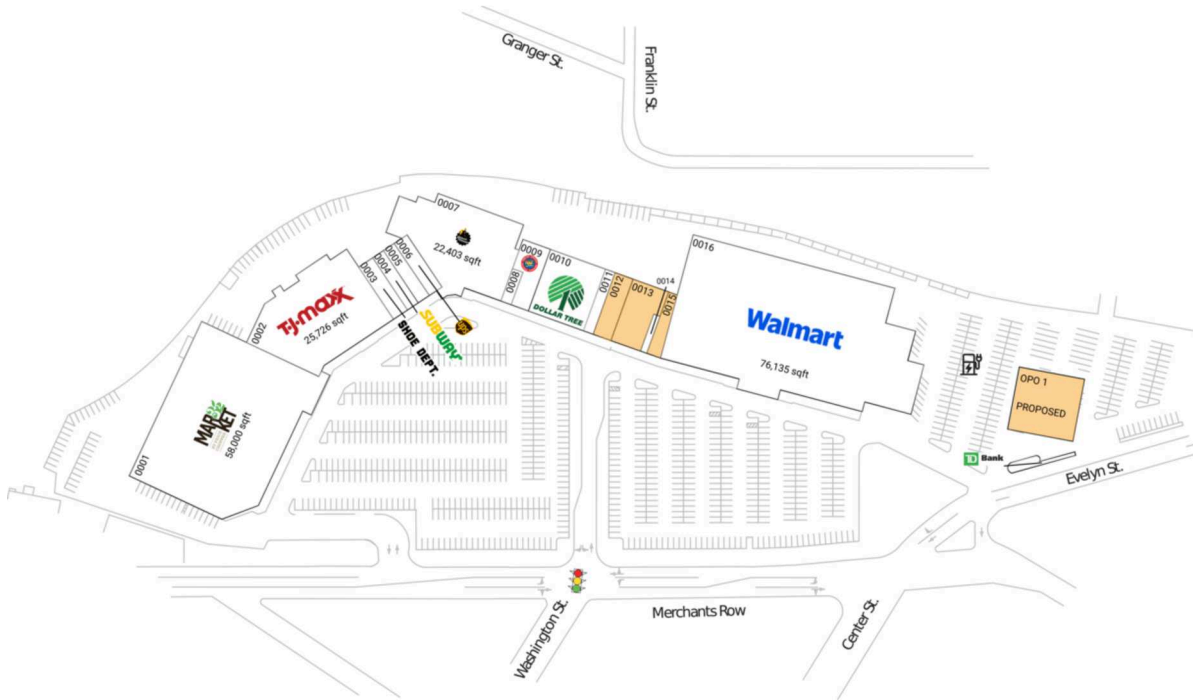 Granger St.
Franklin St.
0007
22,403 sqft
0006
0005
0004
0003
0002
T·J·maxx
25,726 sqft
0001
MAR
KET
58,000 sqft
SHOE DEPT.
SUBWAY
0008
0009
0010
DOLLAR TREE
0011
0012
0013
0014
0015
0016
Walmart
76,135 sqft
OPO 1
PROPOSED
TD Bank
Evelyn St.
Merchants Row
Washington St.
Center St.